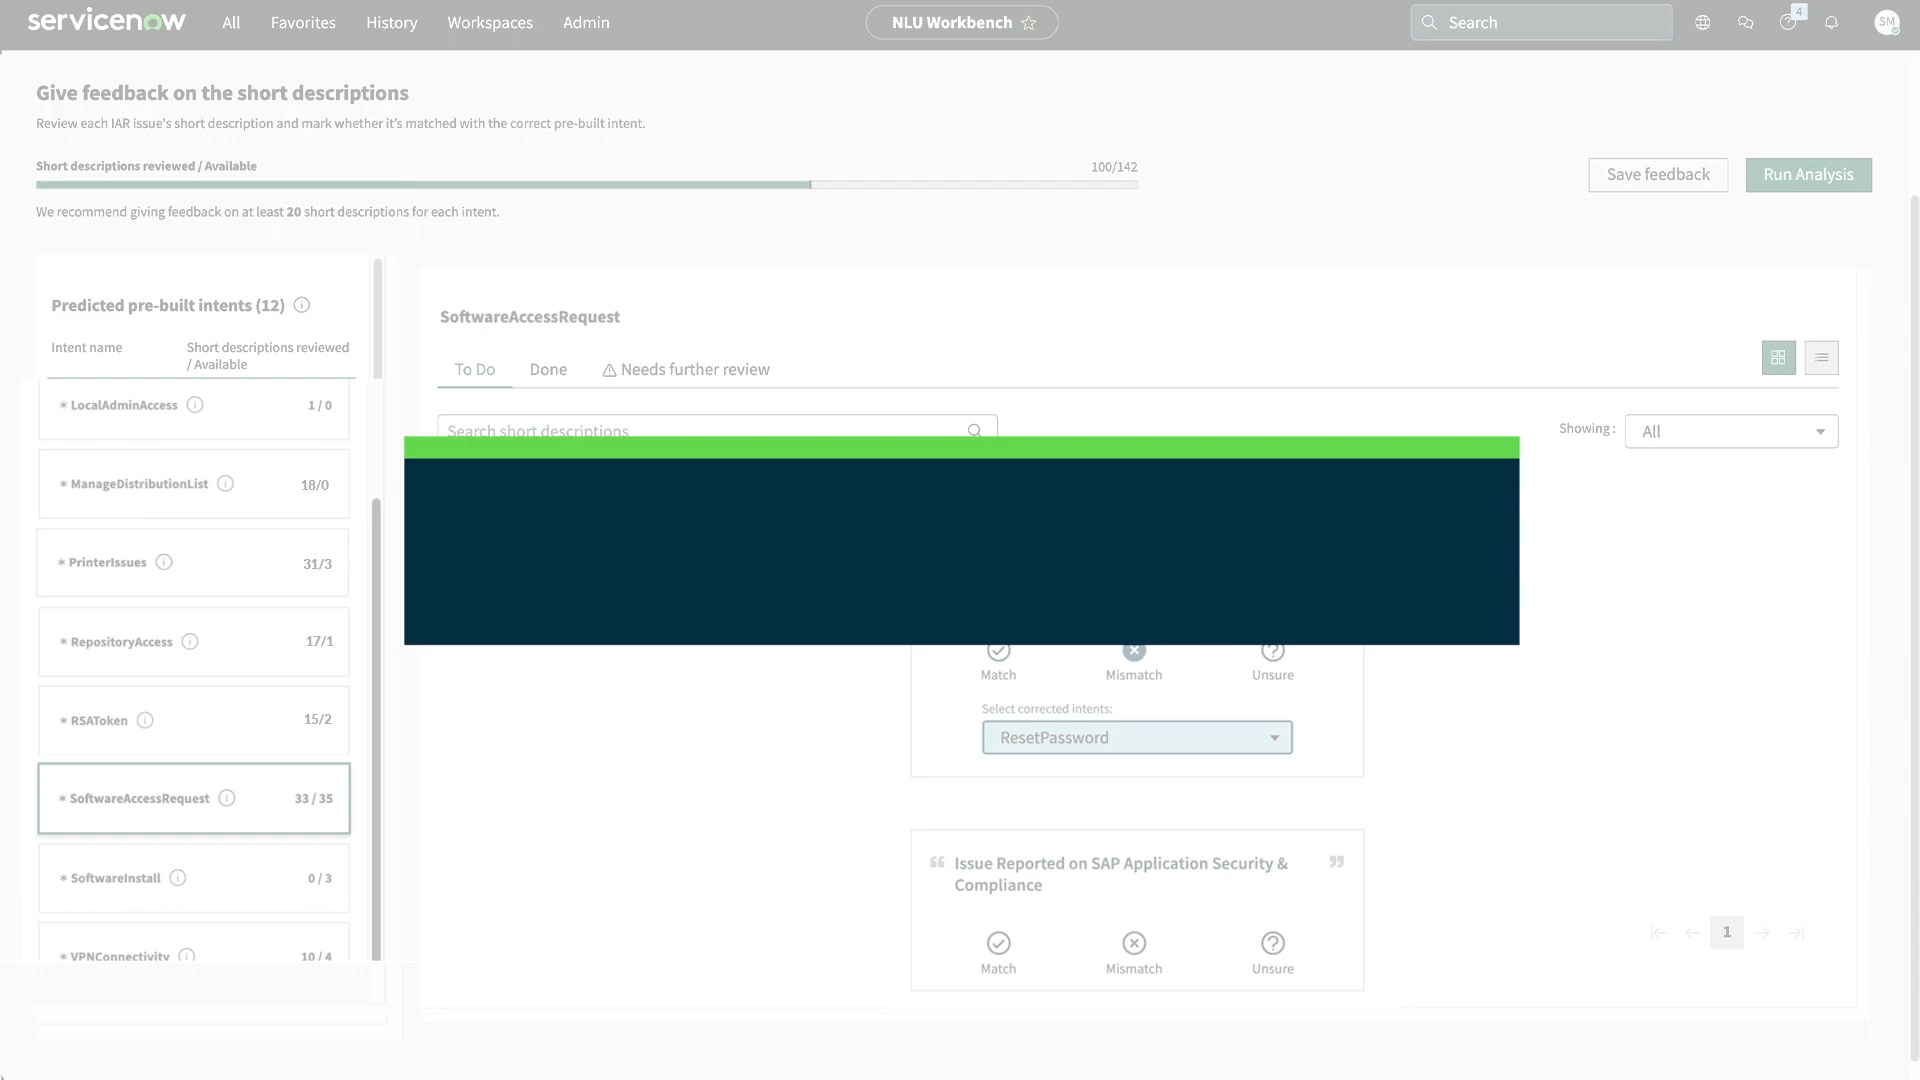 servicenow
All
Favorites
History
Workspaces
Admin
NLU Workbench
Search
4
SM
Give feedback on the short descriptions
Review each IAR issue's short description and mark whether it's matched with the correct pre-built intent.
Short descriptions reviewed / Available
100/142
Save feedback
Run Analysis
We recommend giving feedback on at least 20 short descriptions for each intent.
Predicted pre-built intents (12)
Intent name
Short descriptions reviewed
/ Available
* LocalAdminAccess
1 / 0
* ManageDistributionList
18/0
* PrinterIssues
31/3
* RepositoryAccess
17/1
* RSAToken
15/2
* SoftwareAccessRequest
33 / 35
* SoftwareInstall
0 / 3
* VPNConnectivity
10 / 4
SoftwareAccessRequest
To Do
Done
Needs further review
Search short descriptions
Showing :
All
Match
Mismatch
Unsure
Select corrected intents:
ResetPassword
“ Issue Reported on SAP Application Security & ”
Compliance
Match
Mismatch
Unsure
1